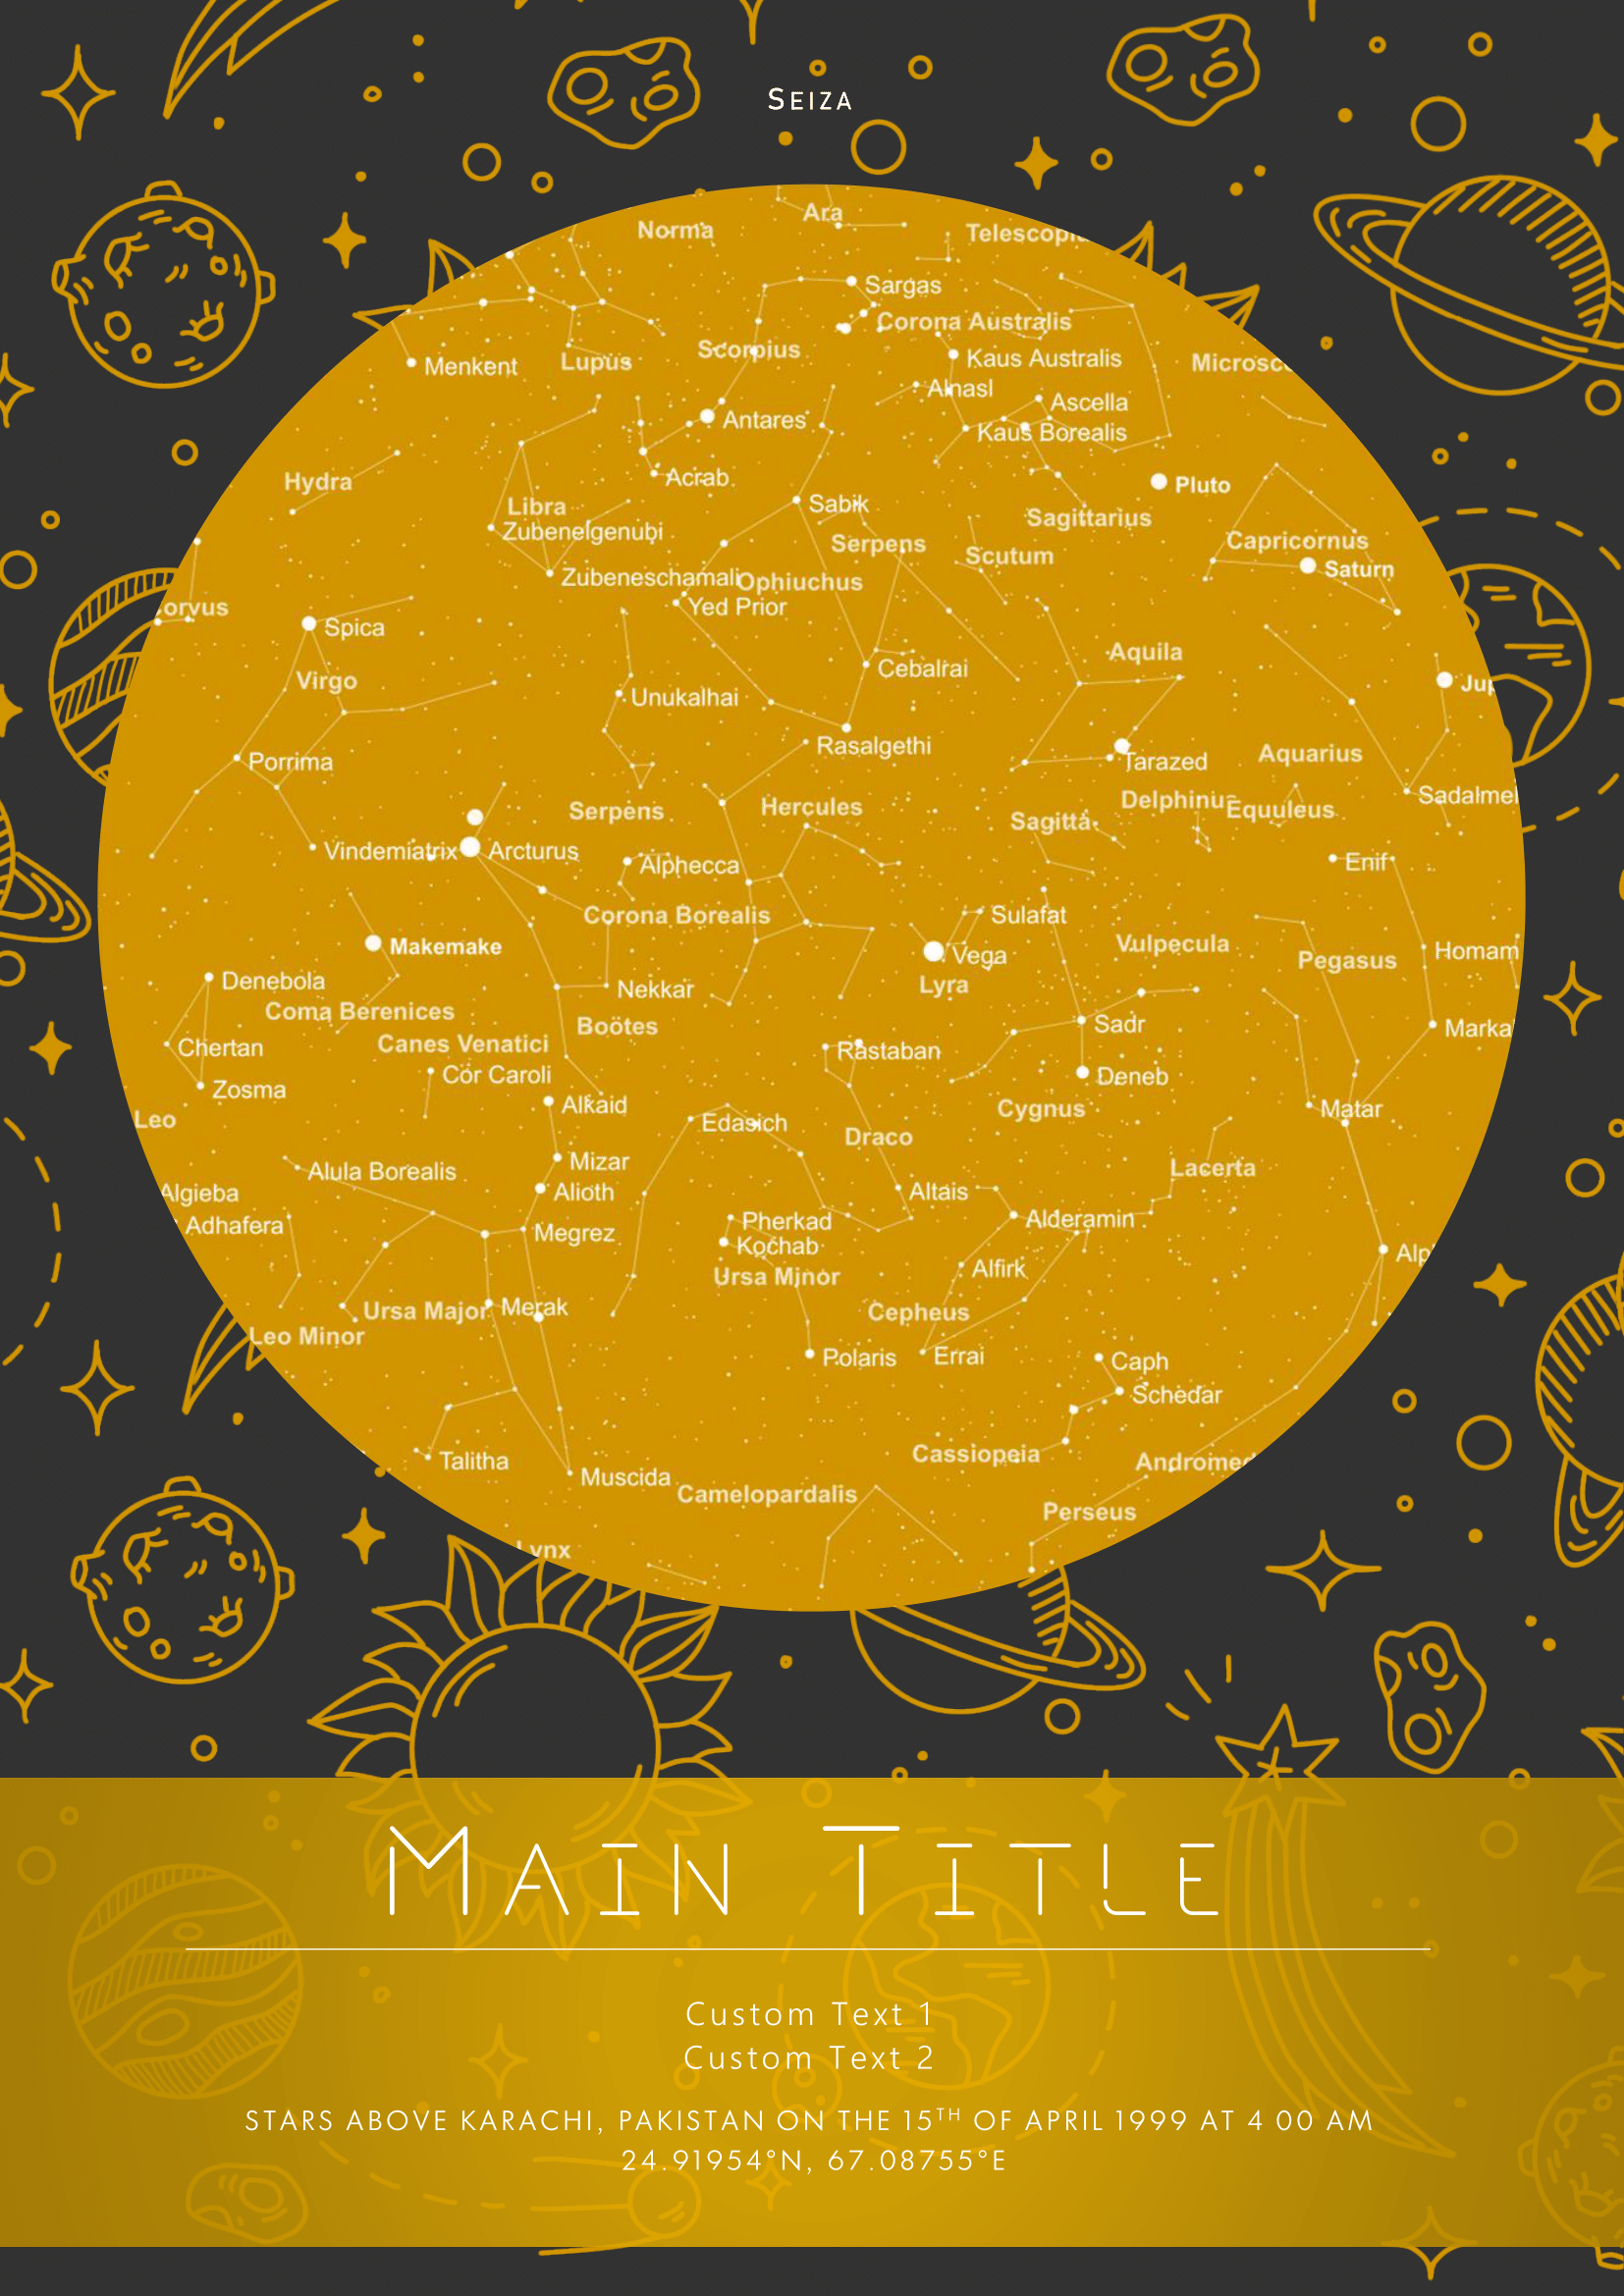 SEIZA
Ara
Norma
Telescopiu
Sargas
Corona Australis
Scorpius
Kaus Australis
Lupus
Microsc
Menkent
Alnasl
Ascella
Antares
Kaus Borealis
Acrab
Hydra
Pluto
Sabik
Libra
Sagittarius
Zubenelgenubi
Capricornus
Serpens
Scutum
Saturn
Zubeneschamali
Ophiuchus
Yed Prior
orvus
Spica
Aquila
Cebalrai
Virgo
Jup
Unukalhai
Rasalgethi
Aquarius
Porrima
Tarazed
Sadalmel
Delphinus
Hercules
Equuleus
Serpens
Sagitta
Vindemiatrix
Arcturus
Enif
Alphecca
Corona Borealis
Sulafat
Vulpecula
Makemake
Homam
Vega
Pegasus
Denebola
Lyra
Nekkar
Coma Berenices
Sadr
Boötes
Marka
Canes Venatici
Chertan
Rastaban
Cor Caroli
Deneb
Zosma
Alkaid
Cygnus
Matar
Leo
Edasich
Draco
Mizar
Lacerta
Alula Borealis
Altais
Algieba
Alioth
Alderamin
Pherkad
Adhafera
Megrez
Kochab
Alp
Alfirk
Ursa Minor
Merak
Ursa Major
Cepheus
Leo Minor
Errai
Polaris
Caph
Schedar
Cassiopeia
Talitha
Andromed
Muscida
Camelopardalis
Perseus
Lynx
MAIN TITLE
Custom Text 1
Custom Text 2
STARS ABOVE KARACHI, PAKISTAN ON THE 15TH OF APRIL 1999 AT 4 00 AM
24.91954°N, 67.08755°E